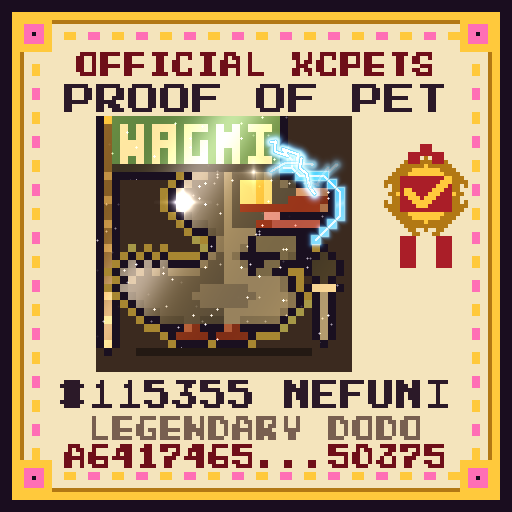 OFFICIAL XCPETS
PROOF OF PET
WAGMI
#115355 NEFUNI
LEGENDARY DODO
A6417465...50375